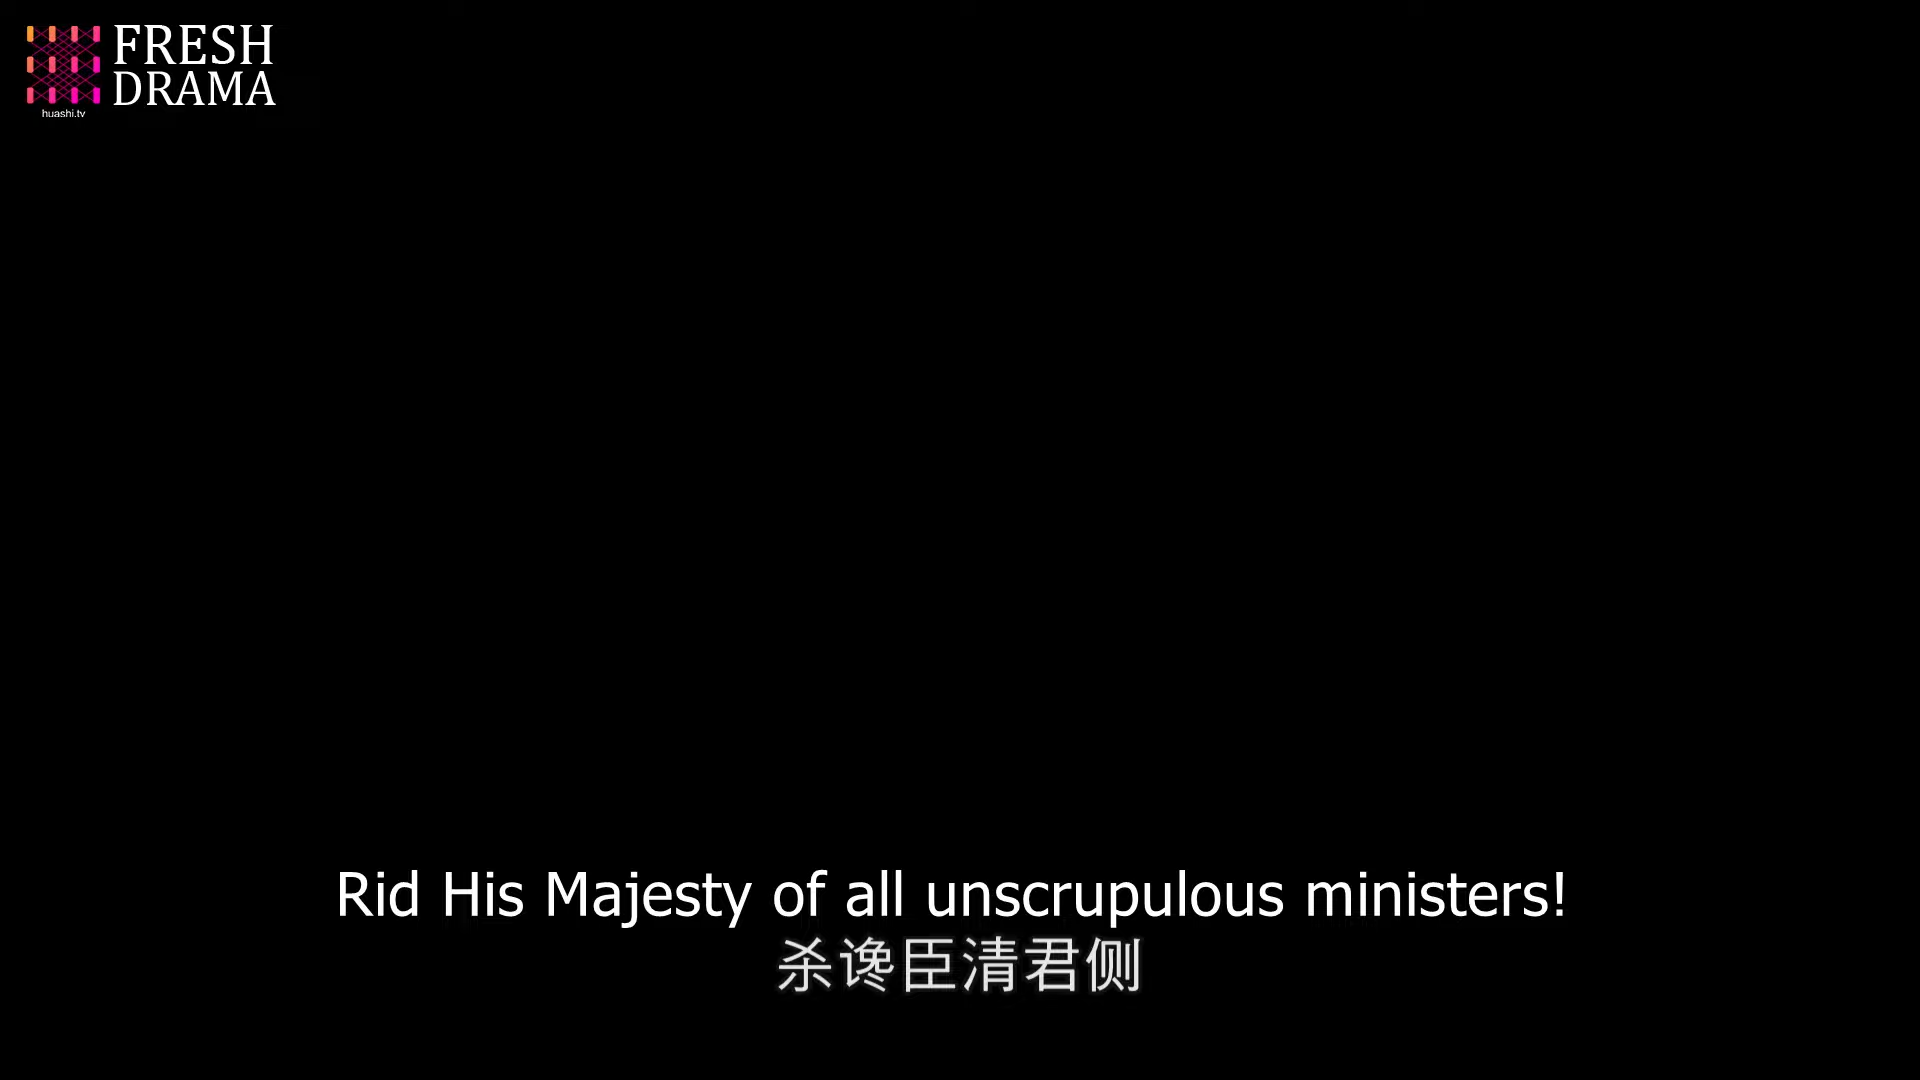 FRESH
DRAMA
huashi.tv
Rid His Majesty of all unscrupulous ministers!
杀谗臣清君侧